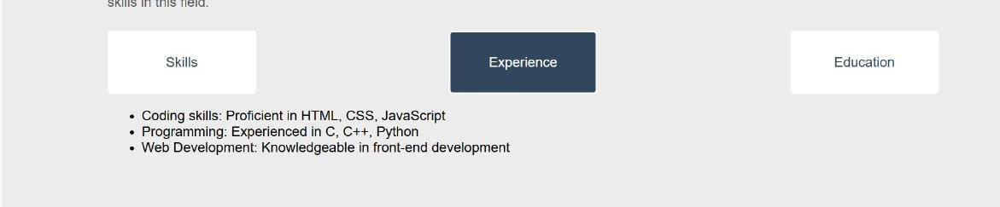 skills in this field.
Skills Experience Education
Coding skills: Proficient in HTML, CSS, JavaScript
Programming: Experienced in C, C++, Python
Web Development: Knowledgeable in front-end development